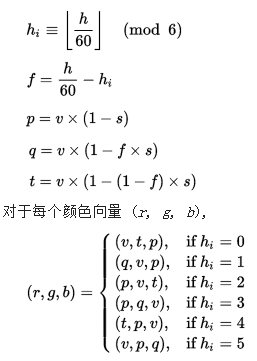 h_i ≡ ⌊h/60⌋ (mod 6)
f = h/60 − h_i
p = v × (1 − s)
q = v × (1 − f × s)
t = v × (1 − (1 − f) × s)
对于每个颜色向量 (r, g, b),
(r, g, b) = {
(v, t, p), if h_i = 0
(q, v, p), if h_i = 1
(p, v, t), if h_i = 2
(p, q, v), if h_i = 3
(t, p, v), if h_i = 4
(v, p, q), if h_i = 5